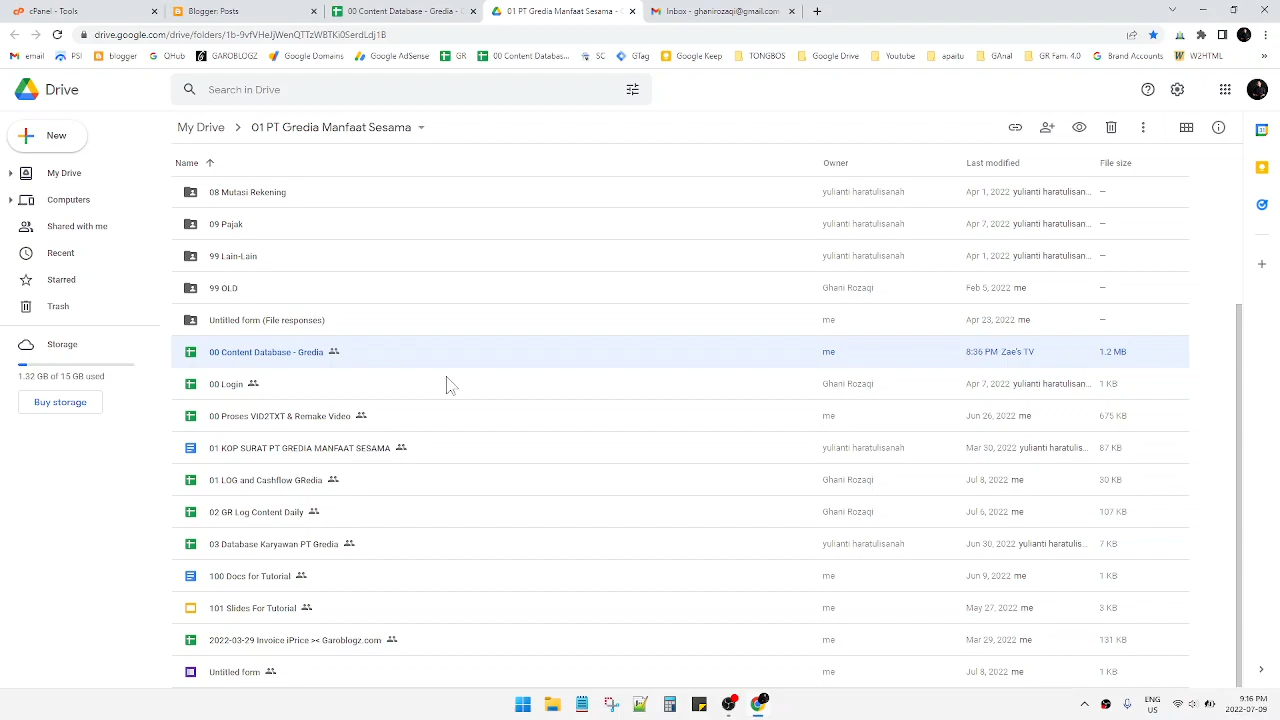 cPanel - Tools
Blogger: Posts
00 Content Database - Gredia - G
01 PT Gredia Manfaat Sesama - G
Inbox - ghanirozaqi@gmail.com
email
PSI
blogger
QHub
GAROBLOGZ
Google Domains
Google AdSense
GR
00 Content Databas...
SC
GTag
Google Keep
TONGBOS
Google Drive
Youtube
GAnal
GR Fam. 4.0
apaitu
Brand Accounts
W2HTML
Drive
Search in Drive
New
My Drive
Computers
Shared with me
Recent
Starred
Trash
Storage
1.32 GB of 15 GB used
Buy storage
My Drive > 01 PT Gredia Manfaat Sesama
Name Owner Last modified File size
08 Mutasi Rekening yulianti haratulisanah Apr 1, 2022 yulianti haratulisan... –
09 Pajak yulianti haratulisanah Apr 7, 2022 yulianti haratulisan... –
99 Lain-Lain yulianti haratulisanah Apr 1, 2022 yulianti haratulisan... –
99 OLD Ghani Rozaqi Feb 5, 2022 me –
Untitled form (File responses) me Apr 23, 2022 me –
00 Content Database - Gredia me 8:36 PM Zae's TV 1.2 MB
00 Login Ghani Rozaqi Apr 7, 2022 yulianti haratulisan... 1 KB
00 Proses VID2TXT & Remake Video me Jun 26, 2022 me 675 KB
01 KOP SURAT PT GREDIA MANFAAT SESAMA yulianti haratulisanah Mar 30, 2022 yulianti haratulis... 87 KB
01 LOG and Cashflow GRedia Ghani Rozaqi Jul 8, 2022 me 30 KB
02 GR Log Content Daily Ghani Rozaqi Jul 6, 2022 me 107 KB
03 Database Karyawan PT Gredia yulianti haratulisanah Jun 30, 2022 yulianti haratulis... 7 KB
100 Docs for Tutorial me Jun 9, 2022 me 1 KB
101 Slides For Tutorial me May 27, 2022 me 3 KB
2022-03-29 Invoice iPrice >< Garoblogz.com me Mar 29, 2022 me 131 KB
Untitled form me Jul 8, 2022 me 1 KB
ENG
US
9:16 PM
2022-07-09